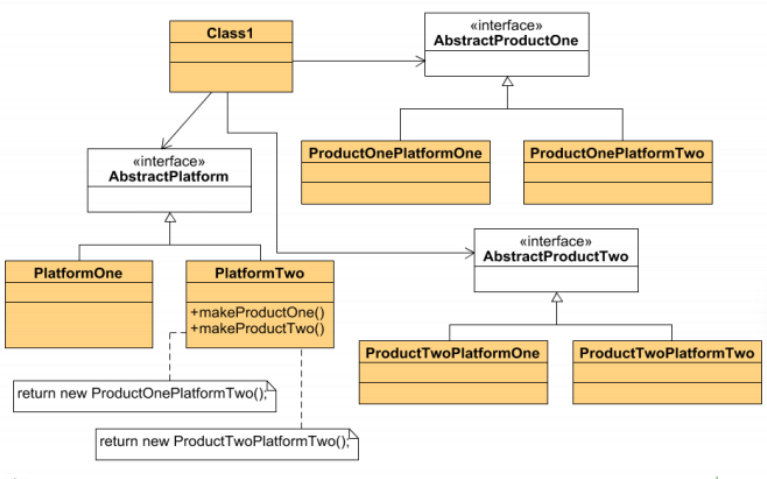 Class1
«interface»
AbstractProductOne
ProductOnePlatformOne
ProductOnePlatformTwo
«interface»
AbstractPlatform
«interface»
AbstractProductTwo
PlatformOne
PlatformTwo
+makeProductOne()
+makeProductTwo()
ProductTwoPlatformOne
ProductTwoPlatformTwo
return new ProductOnePlatformTwo();
return new ProductTwoPlatformTwo();